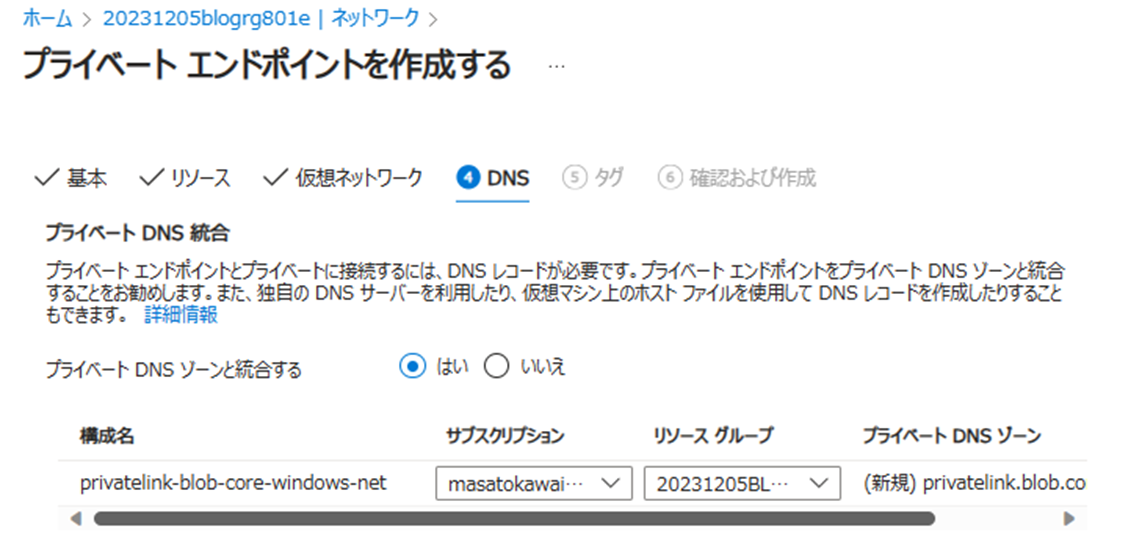 ホーム > 20231205blogrg801e | ネットワーク >
プライベート エンドポイントを作成する ...
基本 リソース 仮想ネットワーク 4 DNS 5 タグ 6 確認および作成
プライベート DNS 統合
プライベート エンドポイントとプライベートに接続するには、DNS レコードが必要です。プライベート エンドポイントをプライベート DNS ゾーンと統合
することをお勧めします。また、独自の DNS サーバーを利用したり、仮想マシン上のホスト ファイルを使用して DNS レコードを作成したりすること
もできます。 詳細情報
プライベート DNS ゾーンと統合する はい いいえ
構成名 サブスクリプション リソース グループ プライベート DNS ゾーン
privatelink-blob-core-windows-net masatokawai… 20231205BL… (新規) privatelink.blob.co